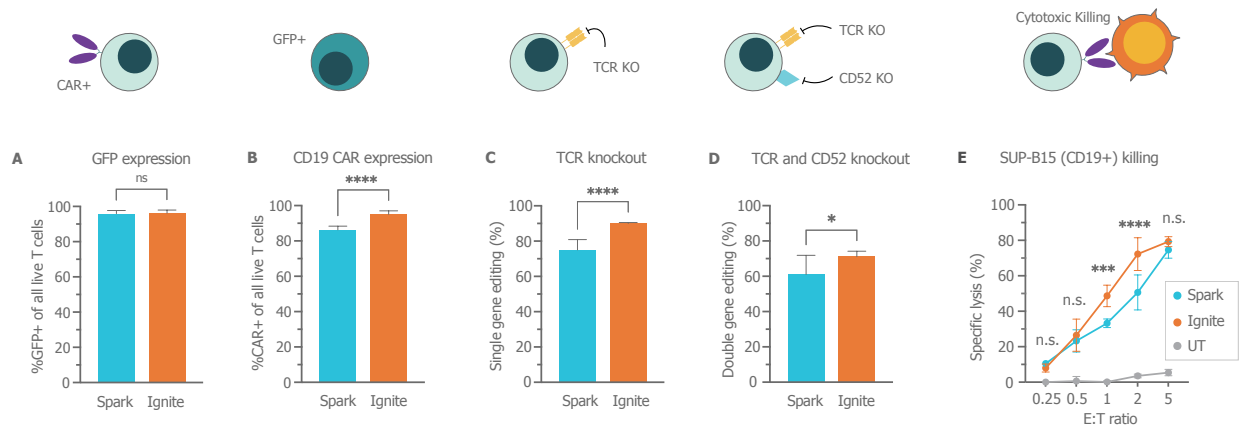 CAR+
GFP+
TCR KO
TCR KO
CD52 KO
Cytotoxic Killing
A GFP expression
ns
%GFP+ of all live T cells
100
80
60
40
20
0
Spark Ignite
B CD19 CAR expression
****
%CAR+ of all live T cells
100
80
60
40
20
0
Spark Ignite
C TCR knockout
****
Single gene editing (%)
100
80
60
40
20
0
Spark Ignite
D TCR and CD52 knockout
*
Double gene editing (%)
100
80
60
40
20
0
Spark Ignite
E SUP-B15 (CD19+) killing
n.s.
n.s.
***
****
n.s.
Specific lysis (%)
100
80
60
40
20
0
0.25 0.5 1 2 5
E:T ratio
Spark
Ignite
UT